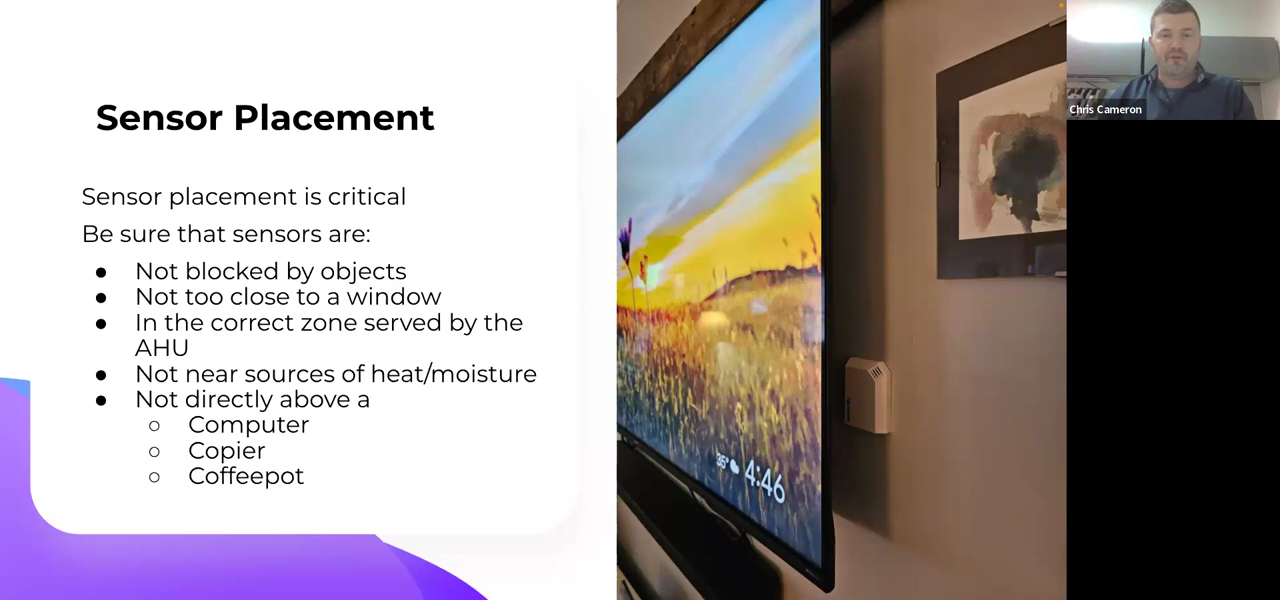 Sensor Placement
Sensor placement is critical
Be sure that sensors are:
● Not blocked by objects
● Not too close to a window
● In the correct zone served by the
AHU
● Not near sources of heat/moisture
● Not directly above a
○ Computer
○ Copier
○ Coffeepot
35° 4:46
Chris Cameron